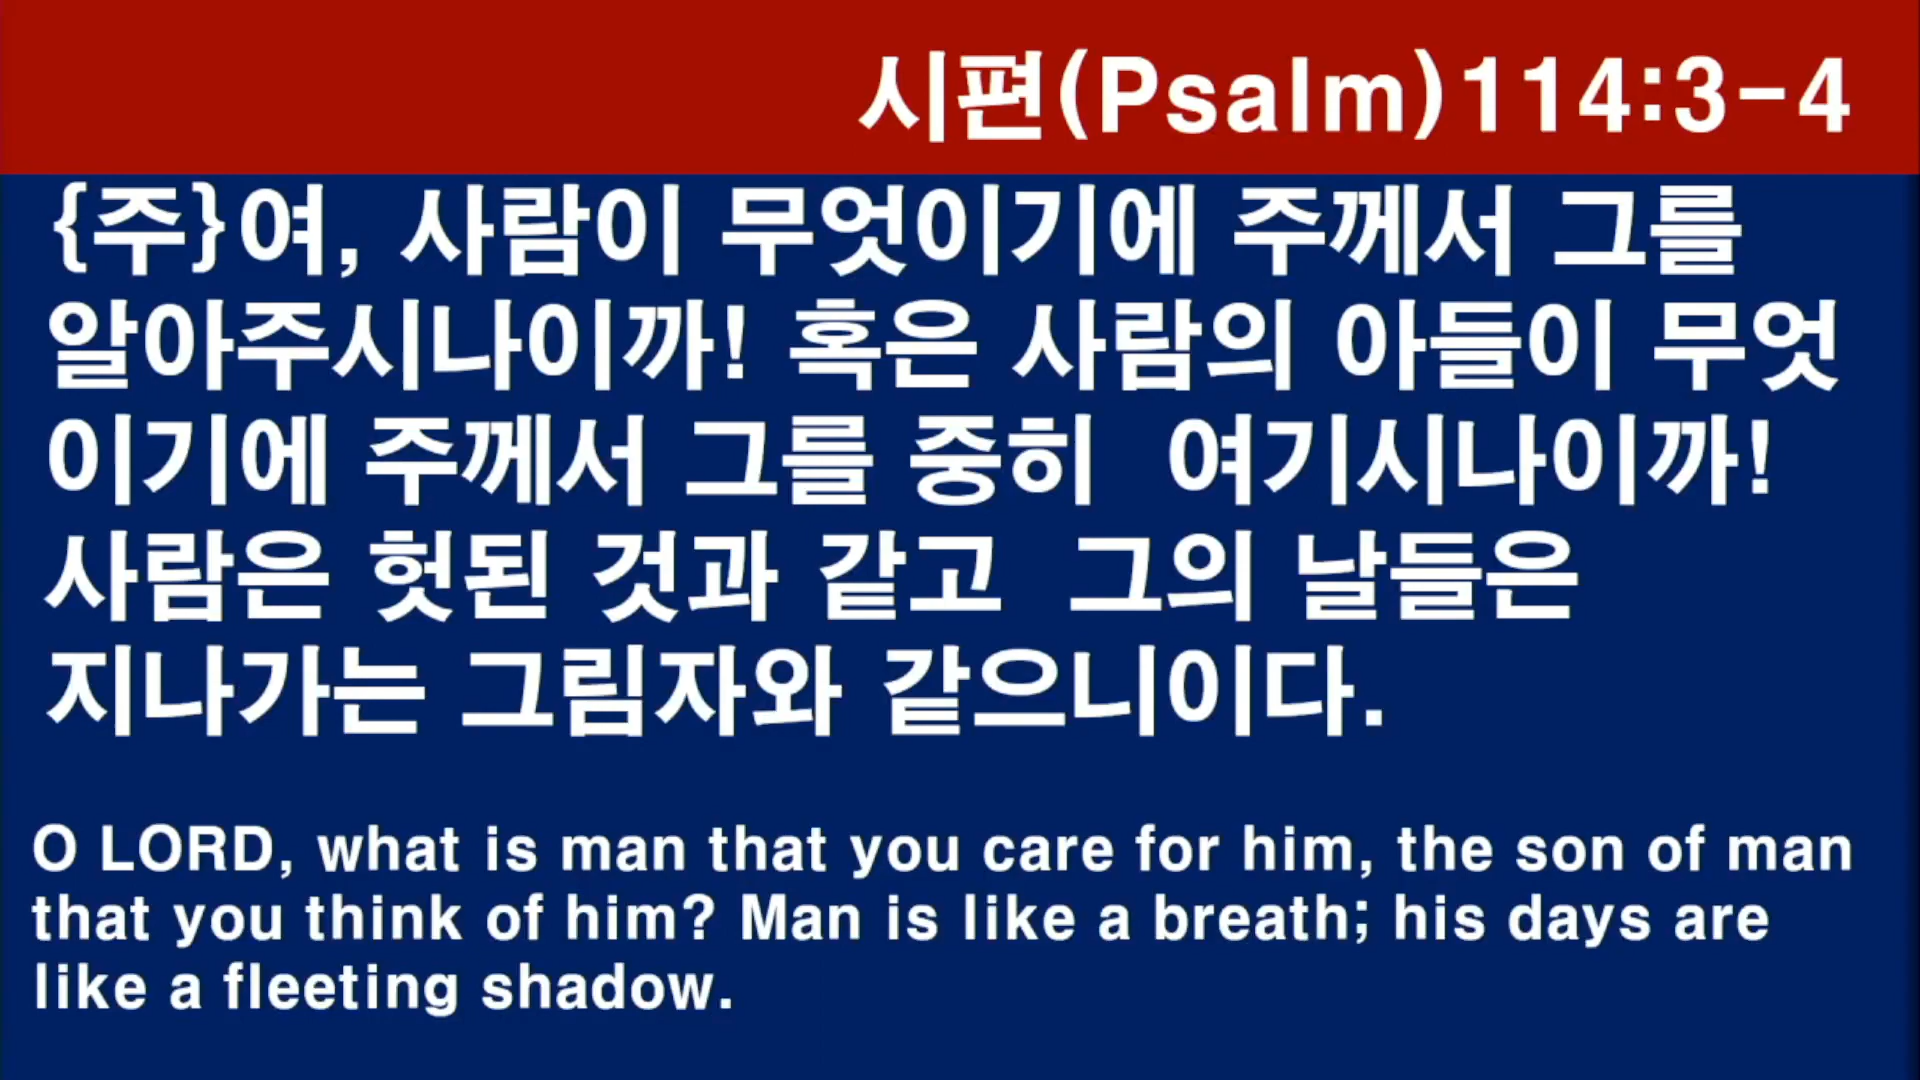 시편(Psalm)114:3-4
{주}여, 사람이 무엇이기에 주께서 그를
알아주시나이까! 혹은 사람의 아들이 무엇
이기에 주께서 그를 중히 여기시나이까!
사람은 헛된 것과 같고 그의 날들은
지나가는 그림자와 같으니이다.
O LORD, what is man that you care for him, the son of man
that you think of him? Man is like a breath; his days are
like a fleeting shadow.